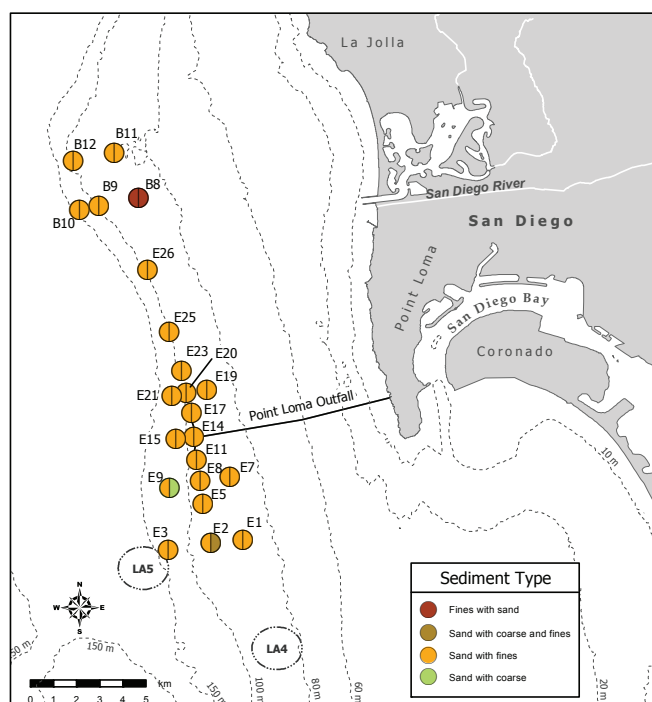 La Jolla
B11
B12
B9
B8
San Diego River
B10
San Diego
Point Loma
E26
San Diego Bay
E25
Coronado
E23
E20
E19
E21
E17
Point Loma Outfall
E14
E15
E11
E8
E7
E9
E5
10 m
E3
E2
E1
LA5
Sediment Type
N
W
E
S
Fines with sand
LA4
Sand with coarse and fines
150 m
Sand with fines
Sand with coarse
150 m
100 m
80 m
60 m
20 m
km
0
1
2
3
4
5